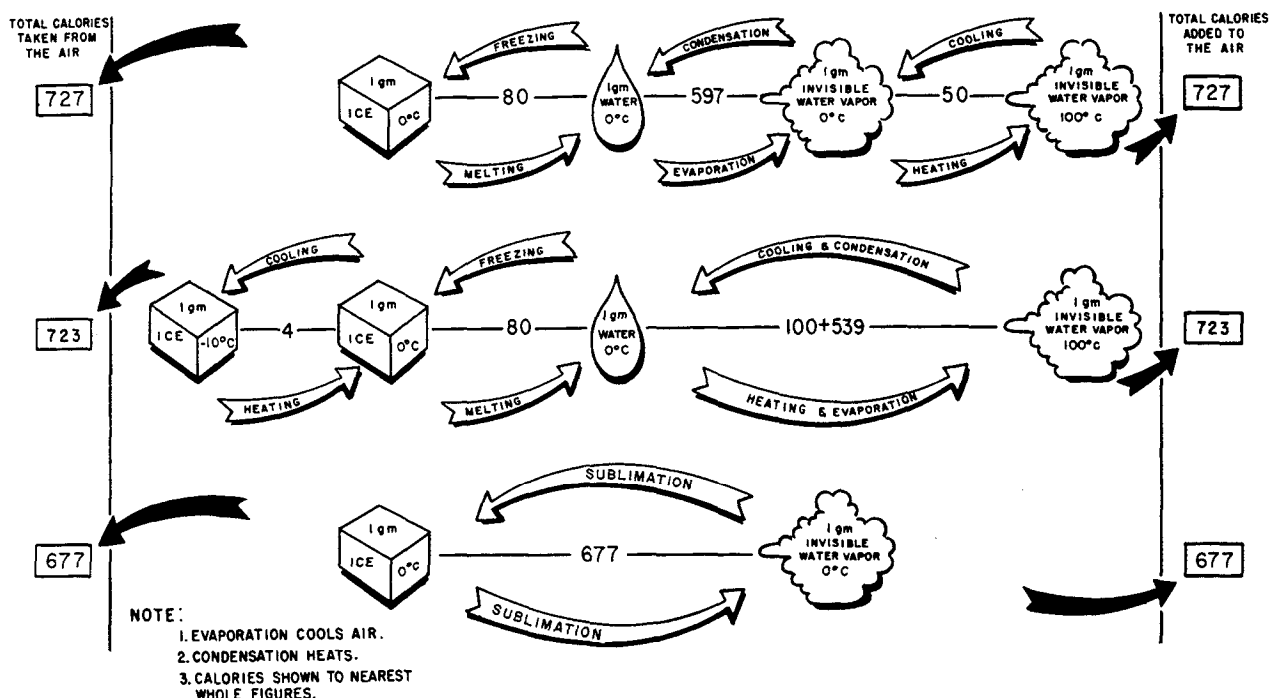 TOTAL CALORIES
TAKEN FROM
THE AIR
TOTAL CALORIES
ADDED TO
THE AIR
FREEZING
CONDENSATION
COOLING
727
1gm
ICE
0°C
80
1gm
WATER
0°C
597
1gm
INVISIBLE
WATER VAPOR
0°C
50
1gm
INVISIBLE
WATER VAPOR
100° C
727
MELTING
EVAPORATION
HEATING
COOLING
FREEZING
COOLING & CONDENSATION
723
1gm
ICE
-10°C
4
1gm
ICE
0°C
80
1gm
WATER
0°C
100+539
1gm
INVISIBLE
WATER VAPOR
100°C
723
HEATING
MELTING
HEATING & EVAPORATION
SUBLIMATION
677
1gm
ICE
0°C
677
1gm
INVISIBLE
WATER VAPOR
0°C
677
SUBLIMATION
NOTE:
1. EVAPORATION COOLS AIR.
2. CONDENSATION HEATS.
3. CALORIES SHOWN TO NEAREST
WHOLE FIGURES.